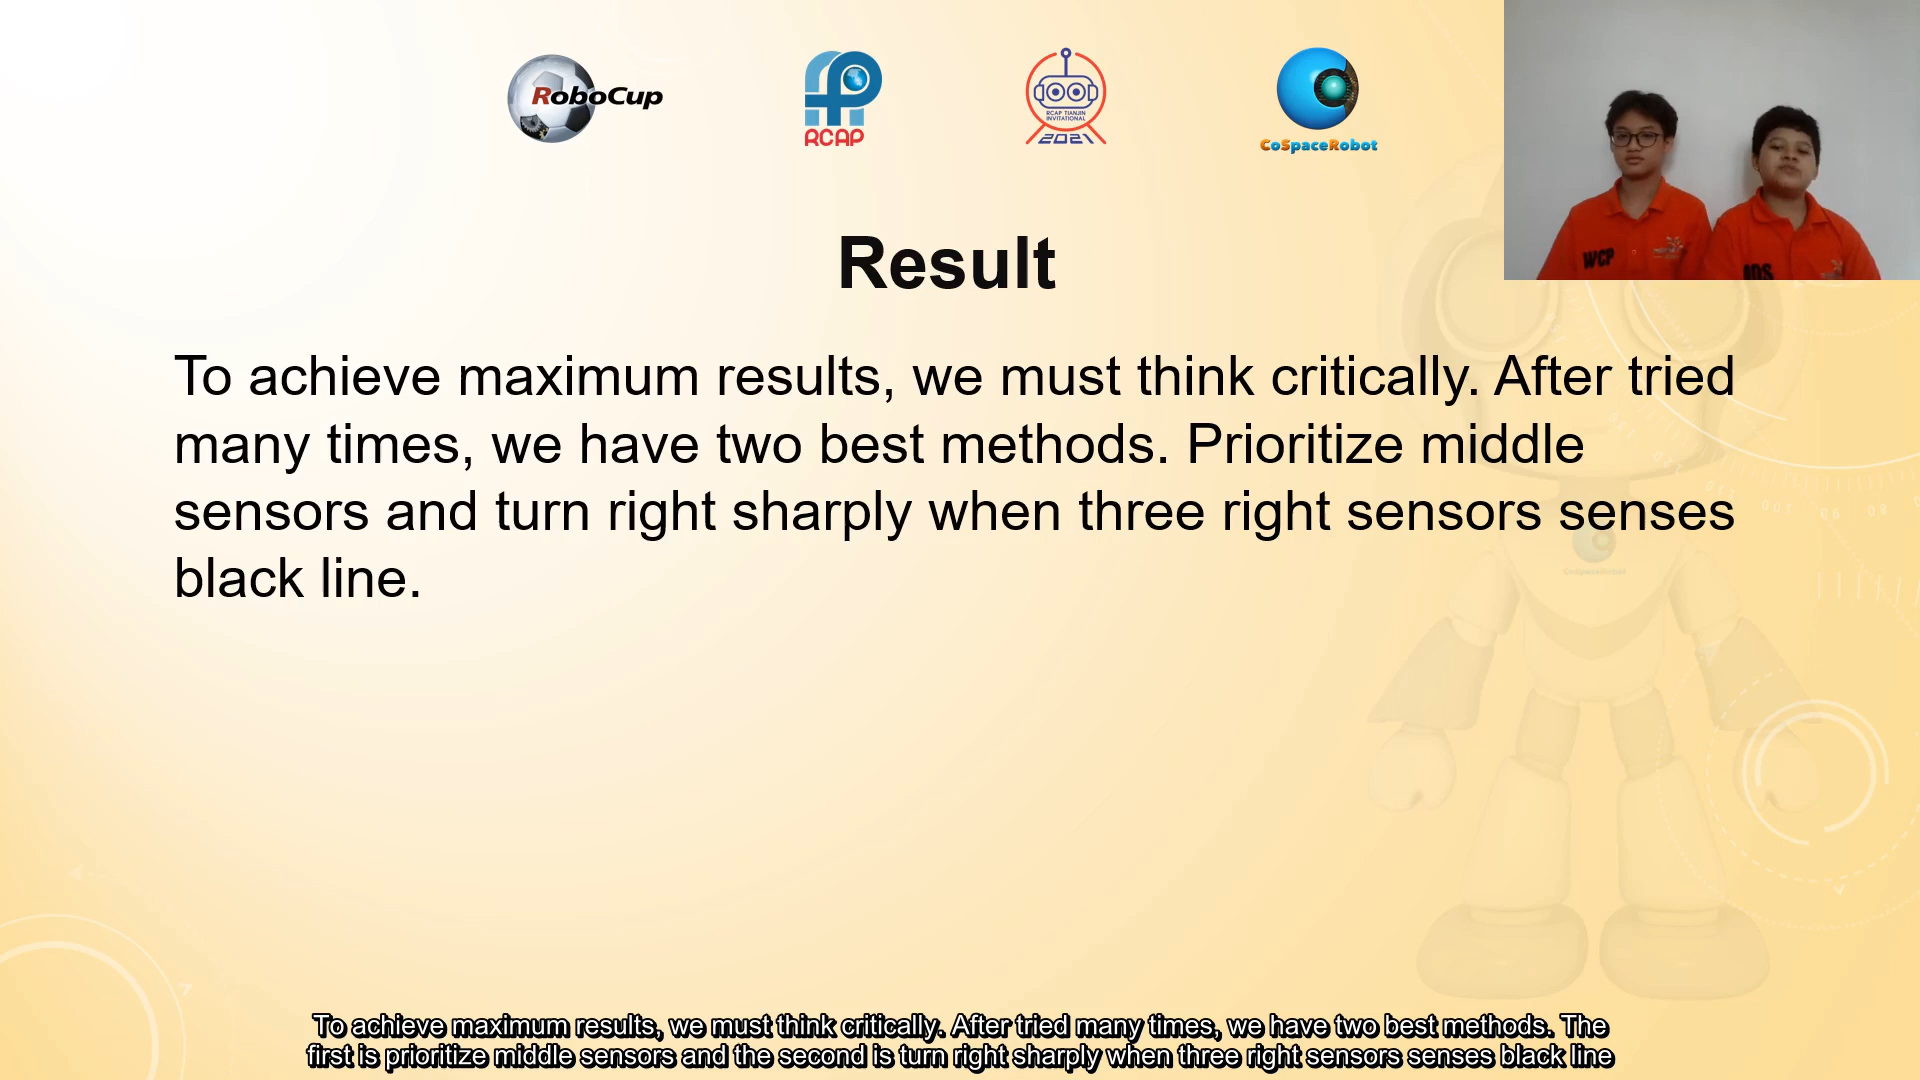 RoboCup
RCAP
RCAP TIANJIN
INVITATIONAL
2021
CoSpaceRobot
WCP
Result
To achieve maximum results, we must think critically. After tried
many times, we have two best methods. Prioritize middle
sensors and turn right sharply when three right sensors senses
black line.
To achieve maximum results, we must think critically. After tried many times, we have two best methods. The
first is prioritize middle sensors and the second is turn right sharply when three right sensors senses black line